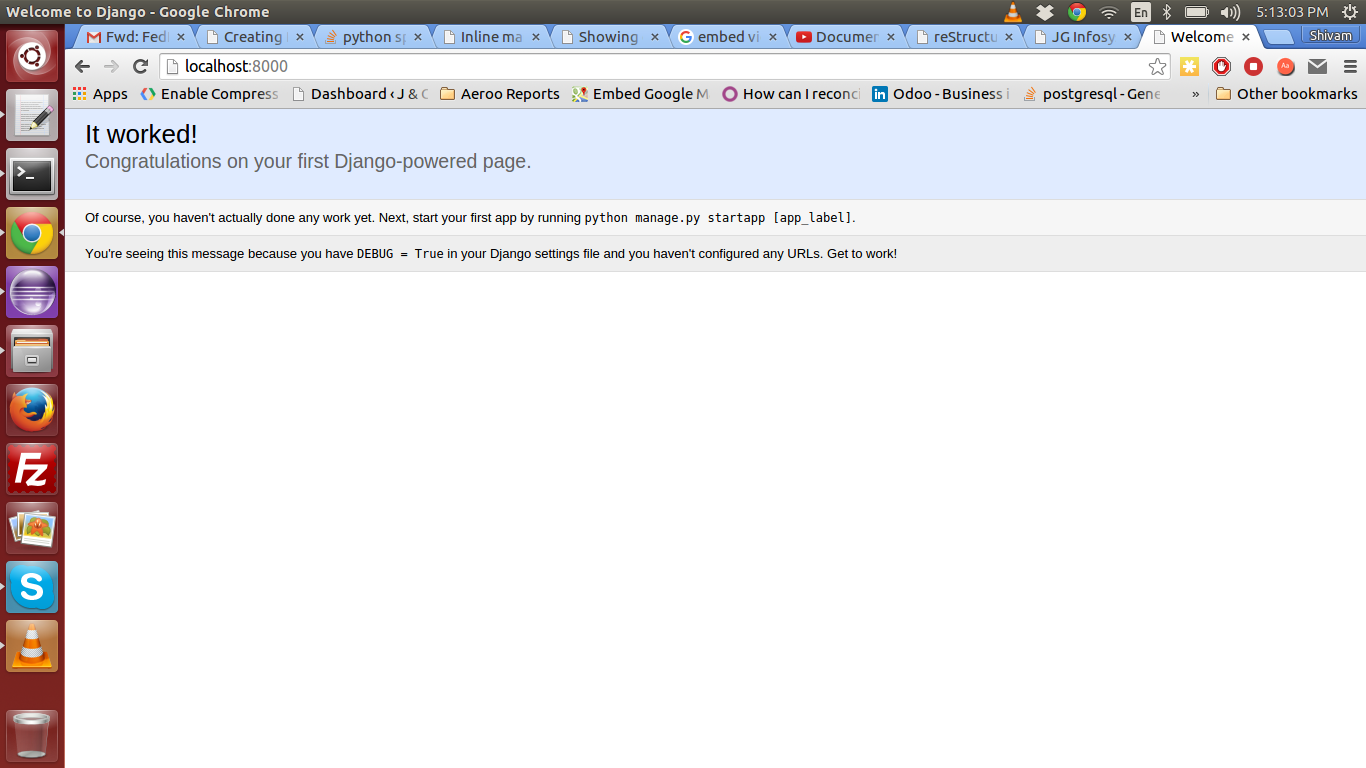 Welcome to Django - Google Chrome
En
5:13:03 PM
Fwd: Fed
Creating
python sp
Inline ma
Showing
embed vi
Documen
reStructu
JG Infosy
Welcome
Shivam
localhost:8000
Aa
Apps
Enable Compress
Dashboard ‹ J & C
Aeroo Reports
Embed Google M
How can I reconci
in
Odoo - Business i
postgresql - Gene
»
Other bookmarks
It worked!
Congratulations on your first Django-powered page.
Of course, you haven't actually done any work yet. Next, start your first app by running python manage.py startapp [app_label].
You're seeing this message because you have DEBUG = True in your Django settings file and you haven't configured any URLs. Get to work!
>_
Fz
S